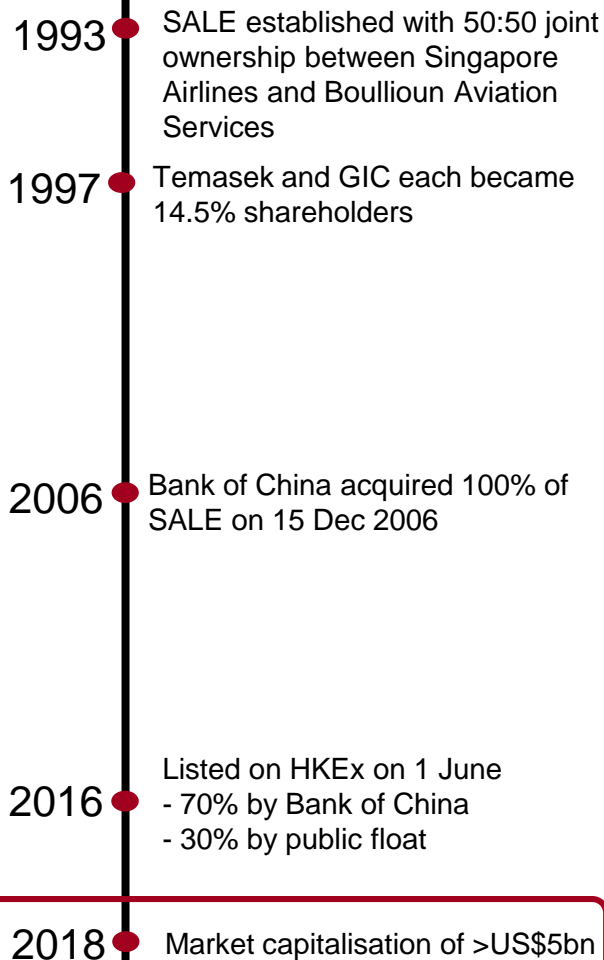 1993
SALE established with 50:50 joint
ownership between Singapore
Airlines and Boullioun Aviation
Services
1997
Temasek and GIC each became
14.5% shareholders
2006
Bank of China acquired 100% of
SALE on 15 Dec 2006
2016
Listed on HKEx on 1 June
- 70% by Bank of China
- 30% by public float
2018
Market capitalisation of >US$5bn